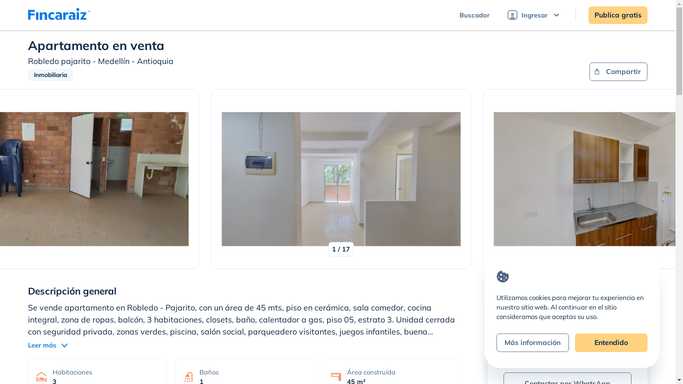 Fincaraiz
Buscador
Ingresar
Publica gratis
Apartamento en venta
Robledo pajarito - Medellín - Antioquia
Inmobiliaria
Compartir
1 / 17
Descripción general
Se vende apartamento en Robledo - Pajarito, con un área de 45 mts, piso en cerámica, sala comedor, cocina
integral, zona de ropas, balcón, 3 habitaciones, closets, baño, calentador a gas, piso 05, estrato 3. Unidad cerrada
con seguridad privada, zonas verdes, piscina, salón social, parqueadero visitantes, juegos infantiles, buena...
Leer más
Habitaciones
3
Baños
1
Área construida
45 m²
Utilizamos cookies para mejorar tu experiencia en
nuestro sitio web. Al continuar en el sitio
consideramos que aceptas su uso.
Más información
Entendido
Contactar por WhatsApp